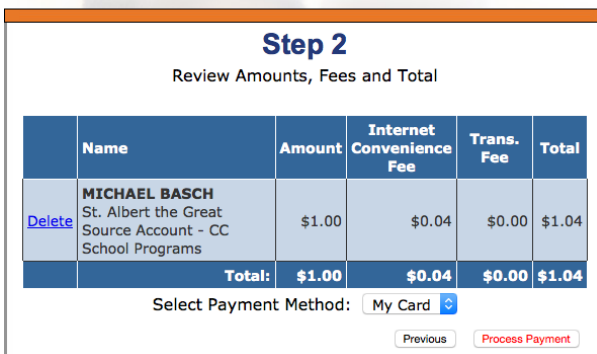 Step 2
Review Amounts, Fees and Total
Name Amount Internet Convenience Fee Trans. Fee Total
Delete MICHAEL BASCH
St. Albert the Great
Source Account - CC
School Programs
$1.00 $0.04 $0.00 $1.04
Total: $1.00 $0.04 $0.00 $1.04
Select Payment Method: My Card
Previous Process Payment